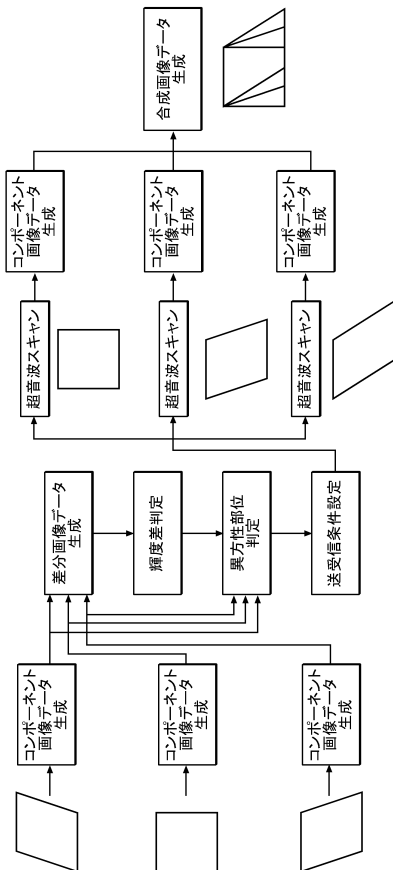 コンポーネント
画像データ
生成
コンポーネント
画像データ
生成
コンポーネント
画像データ
生成
差分画像データ
生成
輝度差判定
異方性部位
判定
送受信条件設定
超音波スキャン
超音波スキャン
超音波スキャン
コンポーネント
画像データ
生成
コンポーネント
画像データ
生成
コンポーネント
画像データ
生成
合成画像データ
生成